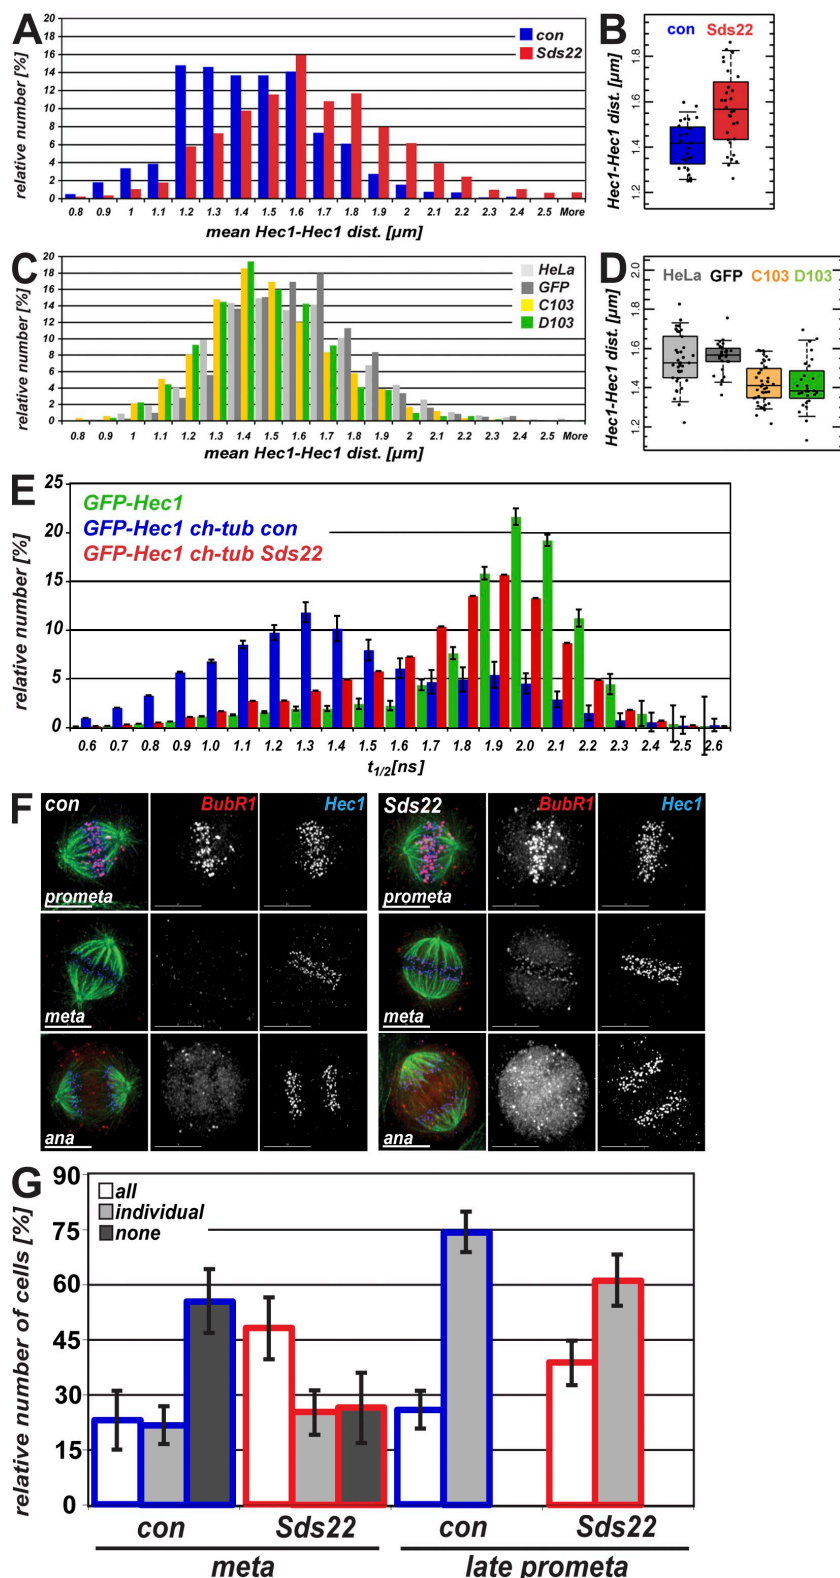 A
relative number [%]
20
18
16
14
12
10
8
6
4
2
0
con
Sds22
0.8 0.9 1 1.1 1.2 1.3 1.4 1.5 1.6 1.7 1.8 1.9 2 2.1 2.2 2.3 2.4 2.5 More
mean Hec1-Hec1 dist. [µm]
B
Hec1-Hec1 dist. [µm]
con Sds22
1.8
1.6
1.4
1.2
C
relative number [%]
20
18
16
14
12
10
8
6
4
2
0
HeLa
GFP
C103
D103
0.8 0.9 1 1.1 1.2 1.3 1.4 1.5 1.6 1.7 1.8 1.9 2 2.1 2.2 2.3 2.4 2.5 More
mean Hec1-Hec1 dist. [µm]
D
Hec1-Hec1 dist. [µm]
HeLa GFP C103 D103
2.0
1.8
1.6
1.4
1.2
E
relative number [%]
25
20
15
10
5
0
GFP-Hec1
GFP-Hec1 ch-tub con
GFP-Hec1 ch-tub Sds22
0.6 0.7 0.8 0.9 1.0 1.1 1.2 1.3 1.4 1.5 1.6 1.7 1.8 1.9 2.0 2.1 2.2 2.3 2.4 2.5 2.6
t1/2[ns]
F
con BubR1 Hec1 Sds22 BubR1 Hec1
prometa prometa
meta meta
ana ana
G
relative number of cells [%]
90
75
60
45
30
15
0
all
individual
none
con Sds22 con Sds22
meta late prometa